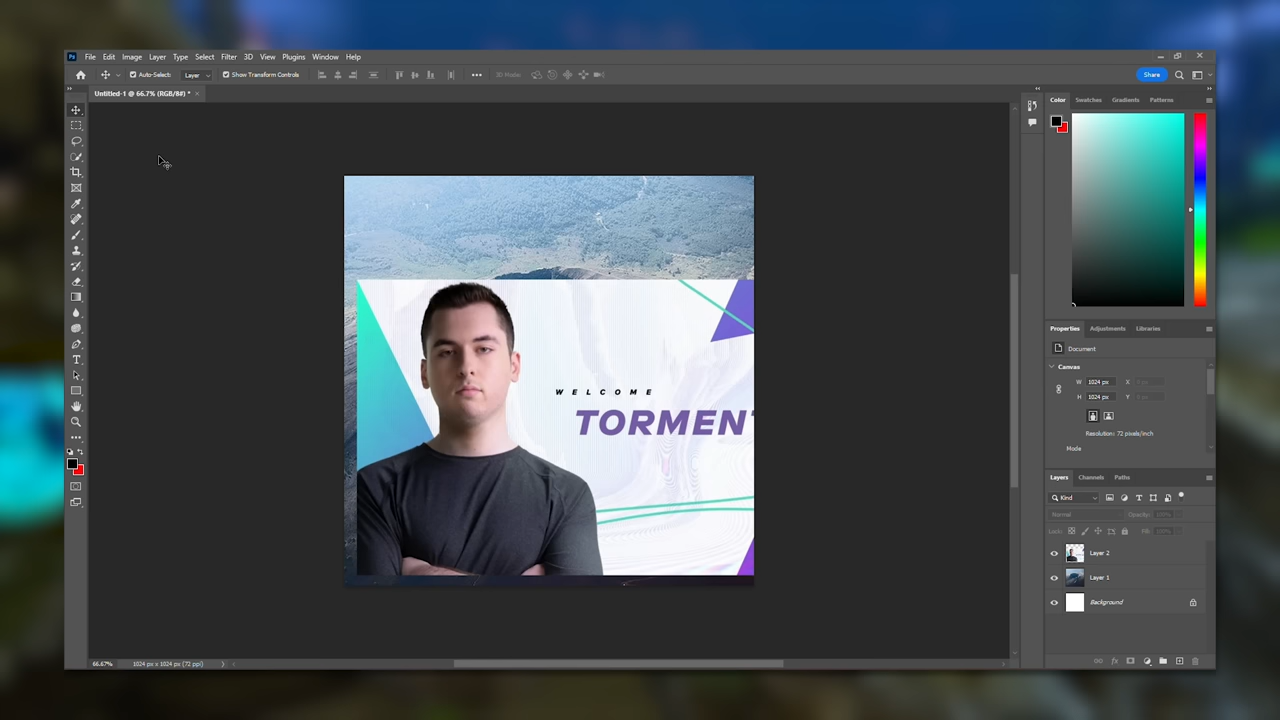 Ps File Edit Image Layer Type Select Filter 3D View Plugins Window Help
Auto-Select: Layer Show Transform Controls 3D Mode: Share
Untitled-1 @ 66.7% (RGB/8#) * ×
Color Swatches Gradients Patterns
WELCOME
TORMENT
Properties Adjustments Libraries
Document
Canvas
W 1024 px X
H 1024 px Y
Resolution: 72 pixels/inch
Mode
Layers Channels Paths
Kind
Normal Opacity: 100%
Lock: Fill: 100%
Layer 2
Layer 1
Background
66.67% 1024 px x 1024 px (72 ppi)